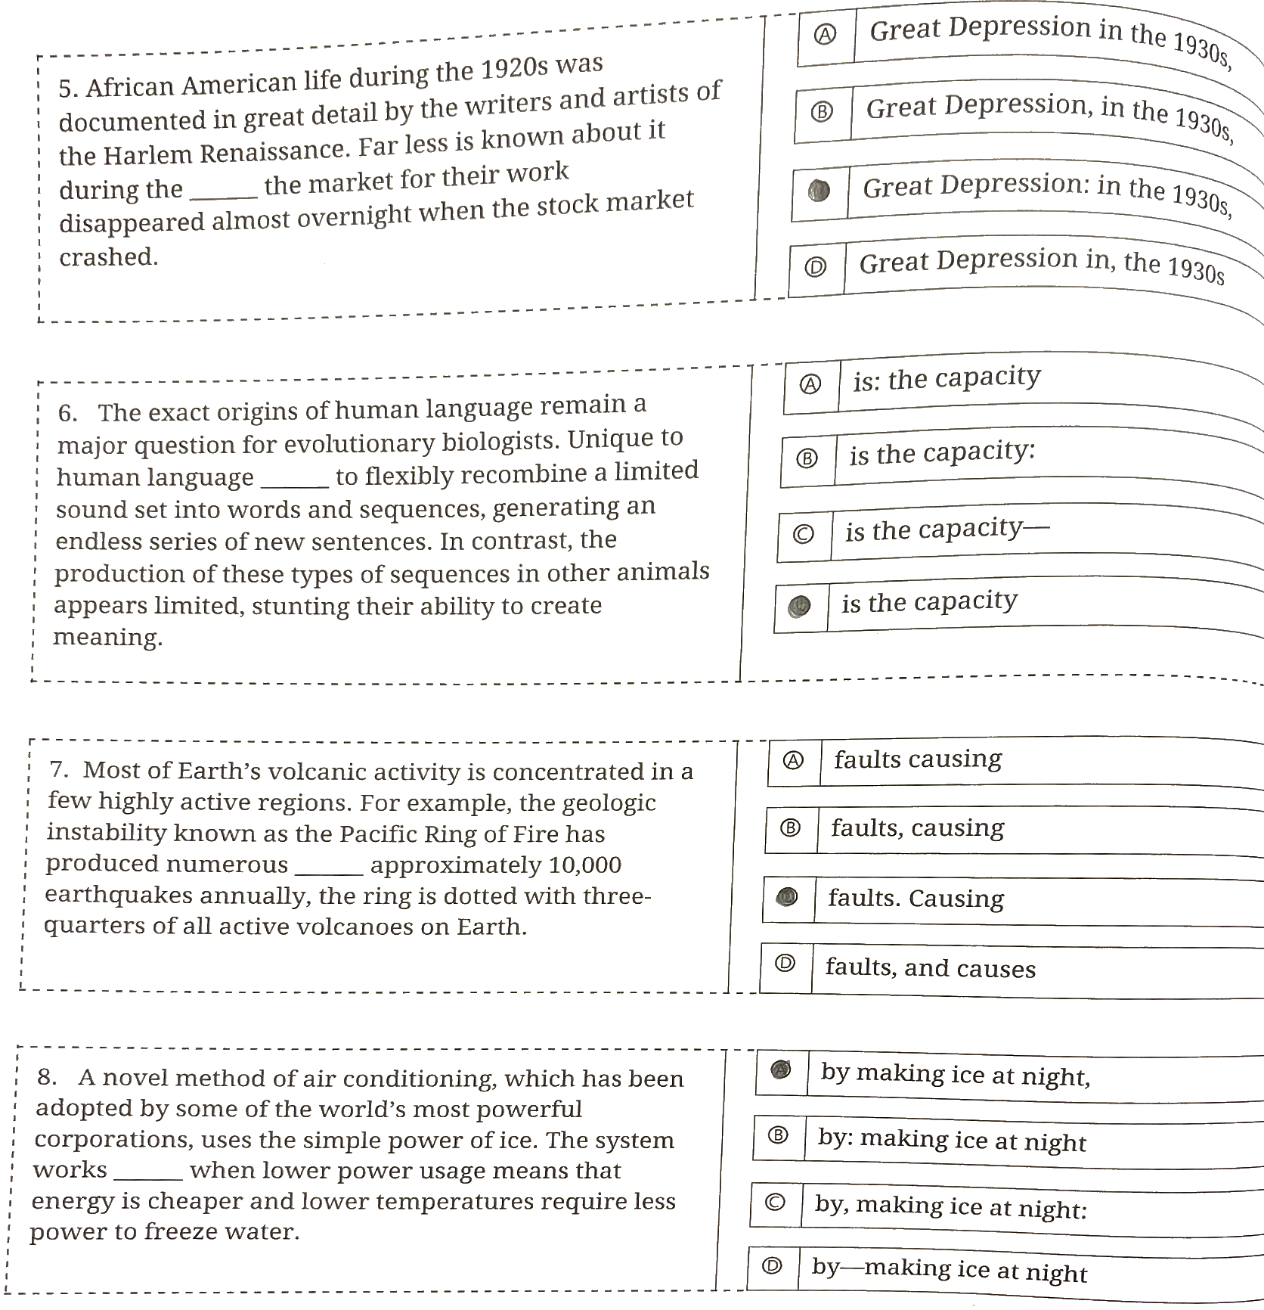 5. African American life during the 1920s was
documented in great detail by the writers and artists of
the Harlem Renaissance. Far less is known about it
during the ______ the market for their work
disappeared almost overnight when the stock market
crashed.
Ⓐ Great Depression in the 1930s,
Ⓑ Great Depression, in the 1930s,
Great Depression: in the 1930s,
Ⓓ Great Depression in, the 1930s
6. The exact origins of human language remain a
major question for evolutionary biologists. Unique to
human language ______ to flexibly recombine a limited
sound set into words and sequences, generating an
endless series of new sentences. In contrast, the
production of these types of sequences in other animals
appears limited, stunting their ability to create
meaning.
Ⓐ is: the capacity
Ⓑ is the capacity:
Ⓒ is the capacity—
is the capacity
7. Most of Earth's volcanic activity is concentrated in a
few highly active regions. For example, the geologic
instability known as the Pacific Ring of Fire has
produced numerous ______ approximately 10,000
earthquakes annually, the ring is dotted with three-
quarters of all active volcanoes on Earth.
Ⓐ faults causing
Ⓑ faults, causing
faults. Causing
Ⓓ faults, and causes
8. A novel method of air conditioning, which has been
adopted by some of the world's most powerful
corporations, uses the simple power of ice. The system
works ______ when lower power usage means that
energy is cheaper and lower temperatures require less
power to freeze water.
Ⓐ by making ice at night,
Ⓑ by: making ice at night
Ⓒ by, making ice at night:
Ⓓ by—making ice at night